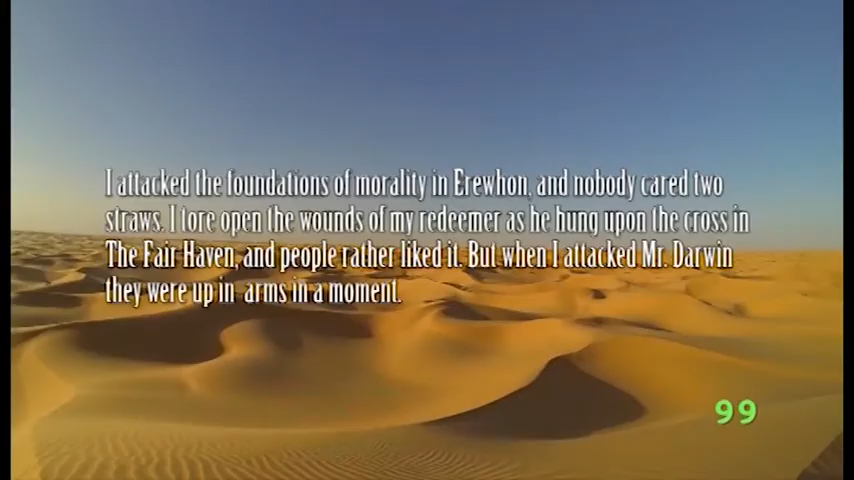 I attacked the foundations of morality in Erewhon, and nobody cared two
straws. I tore open the wounds of my redeemer as he hung upon the cross in
The Fair Haven, and people rather liked it. But when I attacked Mr. Darwin
they were up in arms in a moment.
99